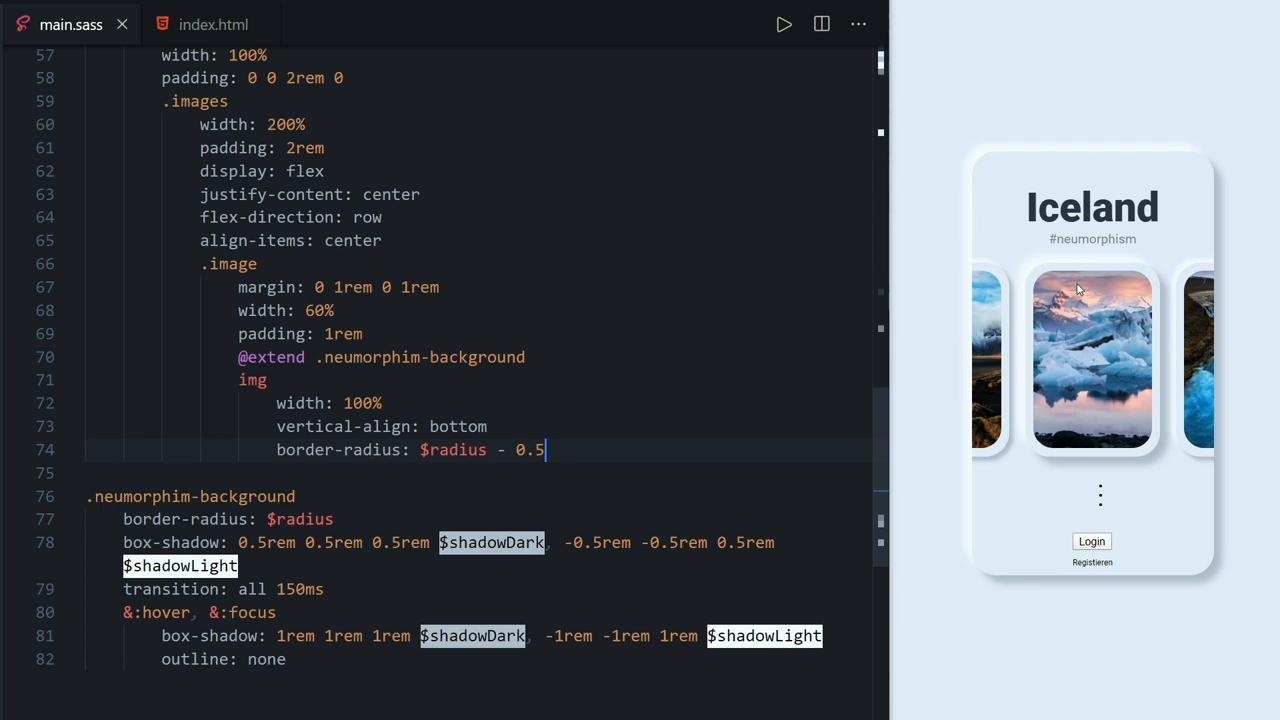 main.sass
index.html
57 width: 100%
58 padding: 0 0 2rem 0
59 .images
60 width: 200%
61 padding: 2rem
62 display: flex
63 justify-content: center
64 flex-direction: row
65 align-items: center
66 .image
67 margin: 0 1rem 0 1rem
68 width: 60%
69 padding: 1rem
70 @extend .neumorphim-background
71 img
72 width: 100%
73 vertical-align: bottom
74 border-radius: $radius - 0.5
75
76 .neumorphim-background
77 border-radius: $radius
78 box-shadow: 0.5rem 0.5rem 0.5rem $shadowDark, -0.5rem -0.5rem 0.5rem
$shadowLight
79 transition: all 150ms
80 &:hover, &:focus
81 box-shadow: 1rem 1rem 1rem $shadowDark, -1rem -1rem 1rem $shadowLight
82 outline: none
Iceland
#neumorphism
Login
Registieren